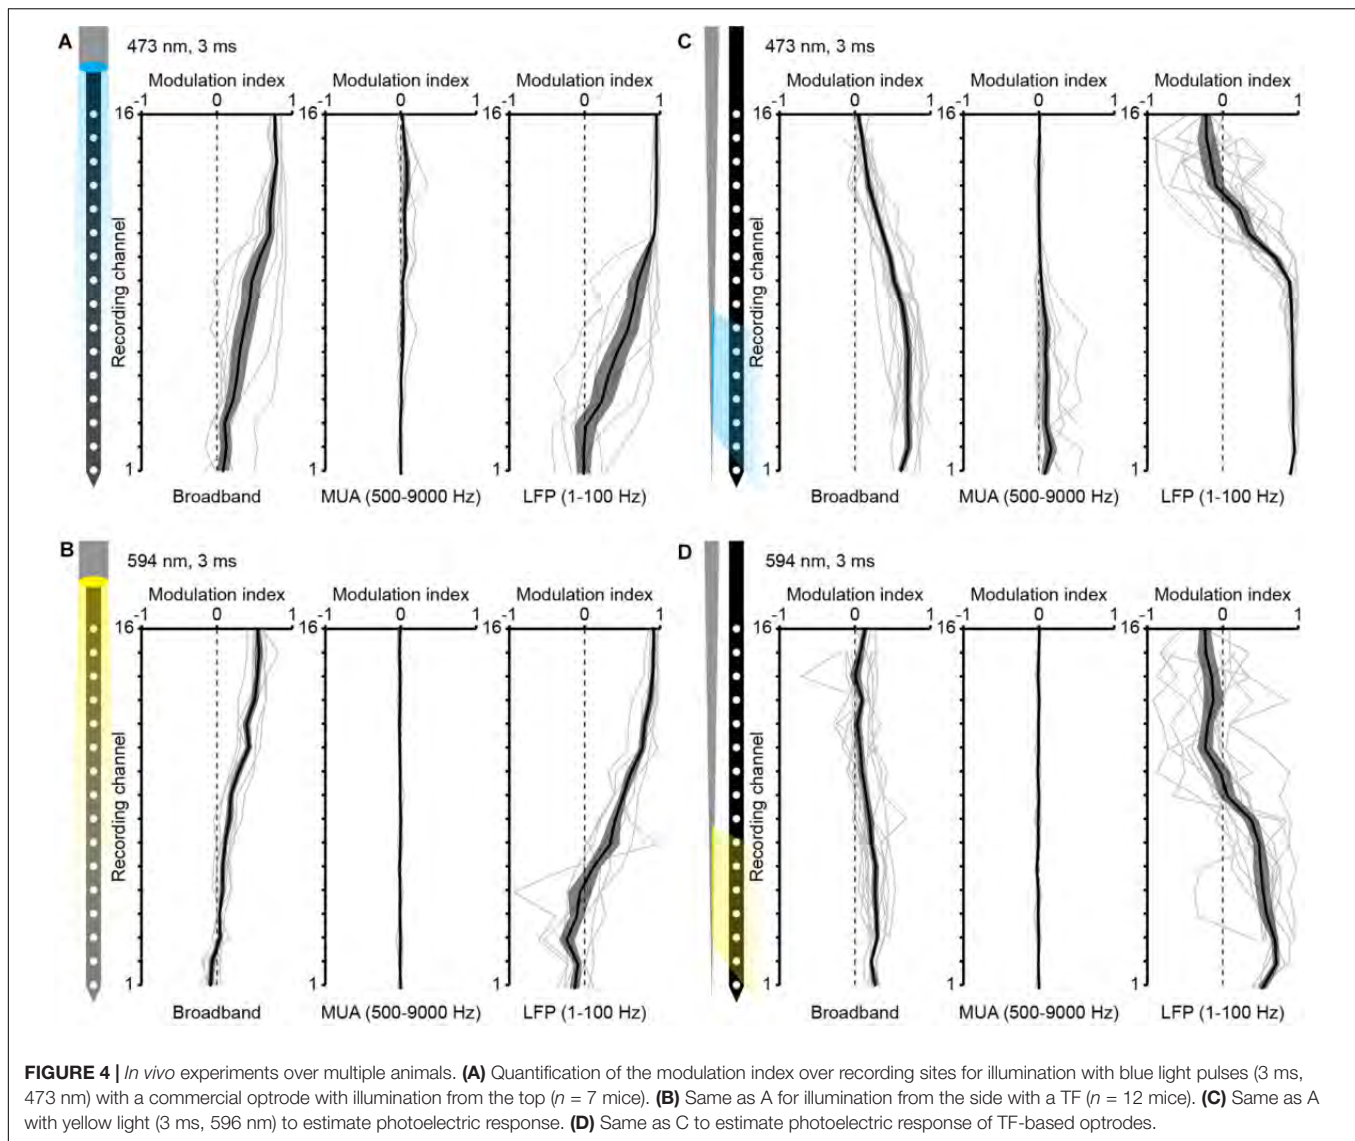 A
473 nm, 3 ms
Modulation index Modulation index Modulation index
16 -1 0 1 -1 0 1 -1 0 1
Recording channel
1 1 1
Broadband MUA (500-9000 Hz) LFP (1-100 Hz)
C
473 nm, 3 ms
Modulation index Modulation index Modulation index
16 -1 0 1 16 -1 0 1 16 -1 0 1
Recording channel
1 1 1
Broadband MUA (500-9000 Hz) LFP (1-100 Hz)
B
594 nm, 3 ms
Modulation index Modulation index Modulation index
16 -1 0 1 16 -1 0 1 16 -1 0 1
Recording channel
1 1 1
Broadband MUA (500-9000 Hz) LFP (1-100 Hz)
D
594 nm, 3 ms
Modulation index Modulation index Modulation index
16 -1 0 1 16 -1 0 1 16 -1 0 1
Recording channel
1 1 1
Broadband MUA (500-9000 Hz) LFP (1-100 Hz)
FIGURE 4 | In vivo experiments over multiple animals. (A) Quantification of the modulation index over recording sites for illumination with blue light pulses (3 ms,
473 nm) with a commercial optrode with illumination from the top (n = 7 mice). (B) Same as A for illumination from the side with a TF (n = 12 mice). (C) Same as A
with yellow light (3 ms, 596 nm) to estimate photoelectric response. (D) Same as C to estimate photoelectric response of TF-based optrodes.